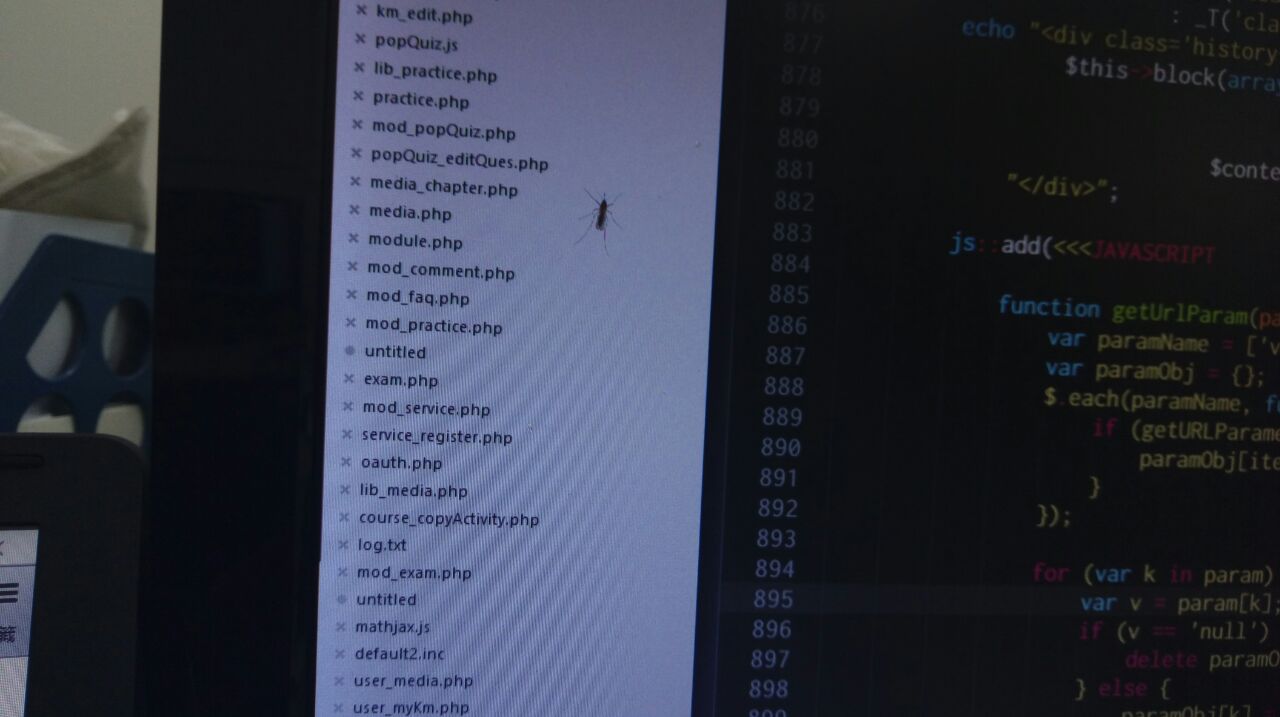 km_edit.php
popQuiz.js
lib_practice.php
practice.php
mod_popQuiz.php
popQuiz_editQues.php
media_chapter.php
media.php
module.php
mod_comment.php
mod_faq.php
mod_practice.php
untitled
exam.php
mod_service.php
service_register.php
oauth.php
lib_media.php
course_copyActivity.php
log.txt
mod_exam.php
untitled
mathjax.js
default2.inc
user_media.php
user_myKm.php
876 : _T('cla
877 echo "<div class='history
878 $this->block(array
879
880
881 $conte
882 "</div>";
883
884 js::add(<<<JAVASCRIPT
885
886 function getUrlParam(pa
887 var paramName = ['v
888 var paramObj = {};
889 $.each(paramName, fu
890 if (getURLParame
891 paramObj[ite
892 }
893 });
894
895 for (var k in param)
896 var v = param[k];
897 if (v == 'null')
898 delete paramO
899 } else {
paramObj[k]